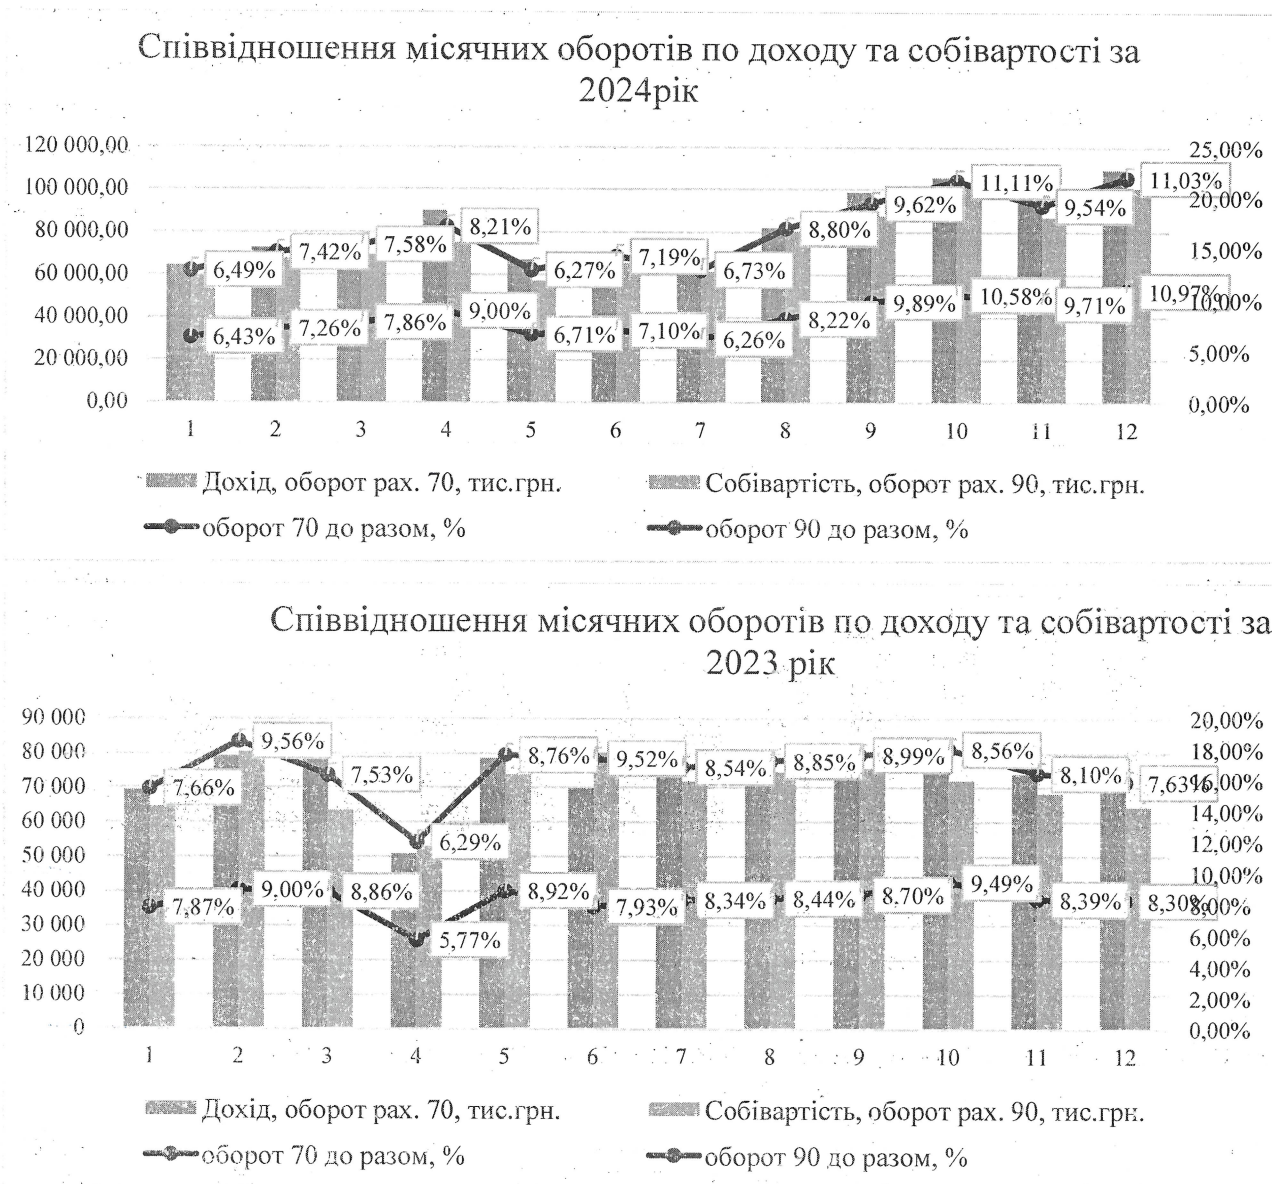 Співвідношення місячних оборотів по доходу та собівартості за
2024рік
120 000,00
100 000,00
80 000,00
60 000,00
40 000,00
20 000,00
0,00
25,00%
20,00%
15,00%
10,00%
5,00%
0,00%
6,49% 7,42% 7,58% 8,21% 6,27% 7,19% 6,73% 8,80% 9,62% 11,11% 9,54% 11,03%
6,43% 7,26% 7,86% 9,00% 6,71% 7,10% 6,26% 8,22% 9,89% 10,58% 9,71% 10,97%
1 2 3 4 5 6 7 8 9 10 11 12
Дохід, оборот рах. 70, тис.грн. Собівартість, оборот рах. 90, тис.грн.
оборот 70 до разом, % оборот 90 до разом, %
Співвідношення місячних оборотів по доходу та собівартості за
2023 рік
90 000
80 000
70 000
60 000
50 000
40 000
30 000
20 000
10 000
0
20,00%
18,00%
16,00%
14,00%
12,00%
10,00%
8,00%
6,00%
4,00%
2,00%
0,00%
7,66% 9,56% 7,53% 6,29% 8,76% 9,52% 8,54% 8,85% 8,99% 8,56% 8,10% 7,63%
7,87% 9,00% 8,86% 5,77% 8,92% 7,93% 8,34% 8,44% 8,70% 9,49% 8,39% 8,30%
1 2 3 4 5 6 7 8 9 10 11 12
Дохід, оборот рах. 70, тис.грн. Собівартість, оборот рах. 90, тис.грн.
оборот 70 до разом, % оборот 90 до разом, %